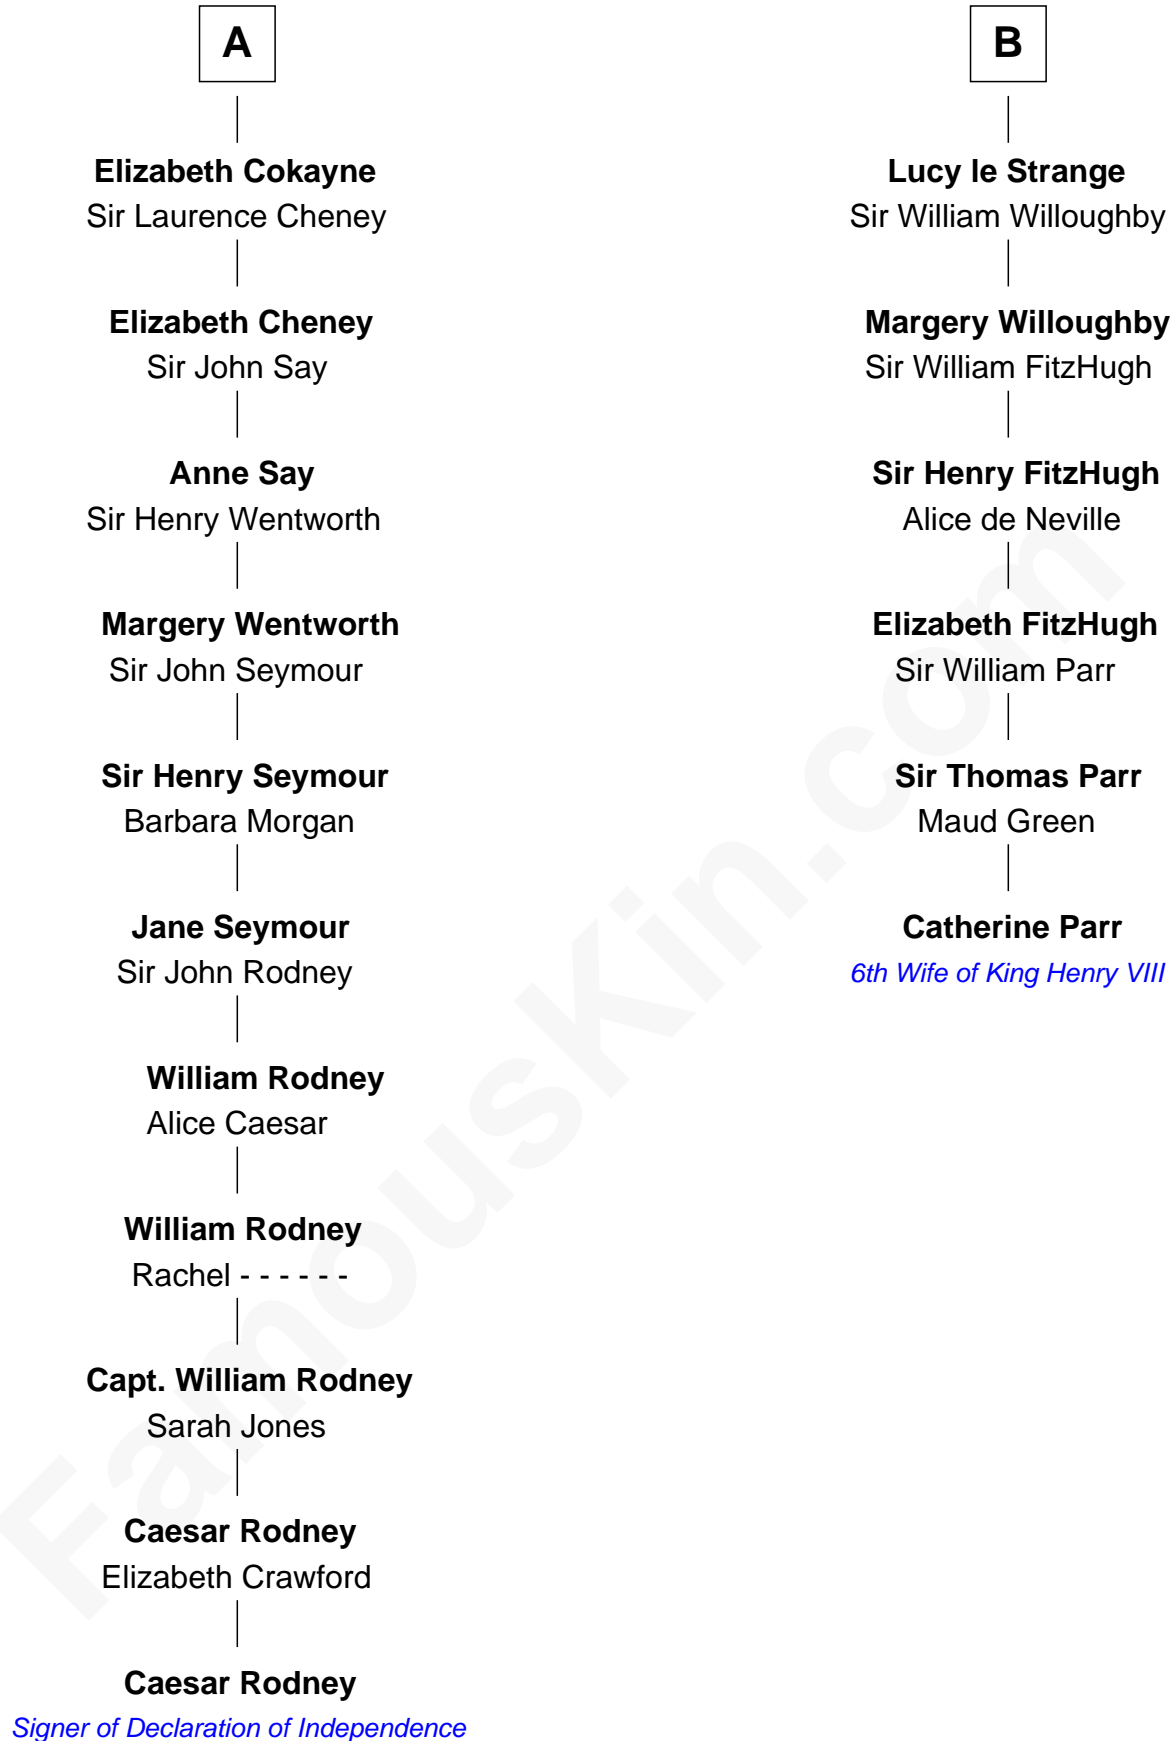 A
Elizabeth Cokayne
Sir Laurence Cheney
Elizabeth Cheney
Sir John Say
Anne Say
Sir Henry Wentworth
Margery Wentworth
Sir John Seymour
Sir Henry Seymour
Barbara Morgan
Jane Seymour
Sir John Rodney
William Rodney
Alice Caesar
William Rodney
Rachel - - - - - -
Capt. William Rodney
Sarah Jones
Caesar Rodney
Elizabeth Crawford
Caesar Rodney
Signer of Declaration of Independence
B
Lucy le Strange
Sir William Willoughby
Margery Willoughby
Sir William FitzHugh
Sir Henry FitzHugh
Alice de Neville
Elizabeth FitzHugh
Sir William Parr
Sir Thomas Parr
Maud Green
Catherine Parr
6th Wife of King Henry VIII
FamousKin.com